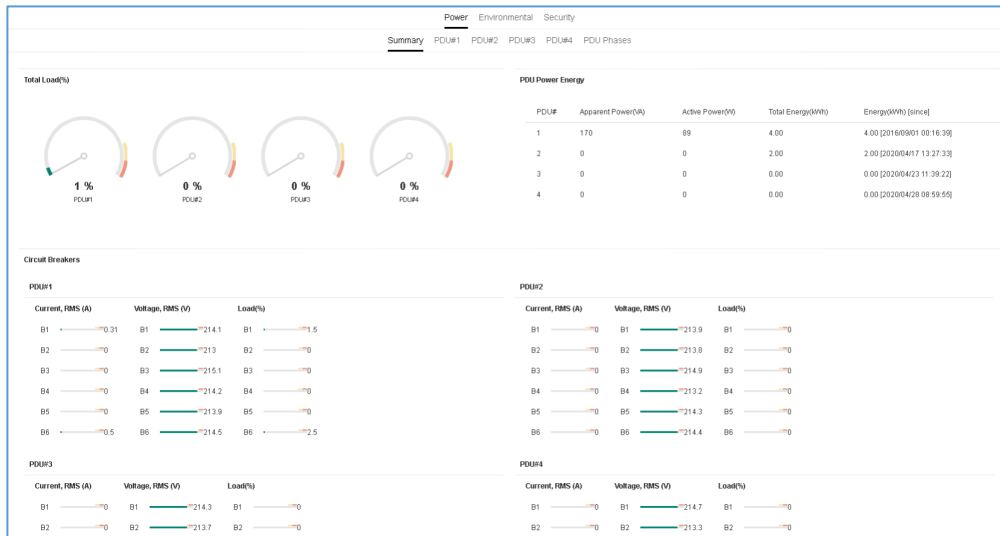 Power Environmental Security
Summary PDU#1 PDU#2 PDU#3 PDU#4 PDU Phases
Total Load(%)
1 % 0 % 0 % 0 %
PDU#1 PDU#2 PDU#3 PDU#4
PDU Power Energy
PDU# Apparent Power(VA) Active Power(W) Total Energy(kWh) Energy(kWh) [since]
1 170 89 4.00 4.00 [2016/09/01 00:16:39]
2 0 0 2.00 2.00 [2020/04/17 13:27:33]
3 0 0 0.00 0.00 [2020/04/23 11:39:22]
4 0 0 0.00 0.00 [2020/04/28 08:59:55]
Circuit Breakers
PDU#1
Current, RMS (A) Voltage, RMS (V) Load(%)
B1 0.31 B1 214.1 B1 1.5
B2 0 B2 213 B2 0
B3 0 B3 215.1 B3 0
B4 0 B4 214.2 B4 0
B5 0 B5 213.9 B5 0
B6 0.5 B6 214.5 B6 2.5
PDU#2
Current, RMS (A) Voltage, RMS (V) Load(%)
B1 0 B1 213.9 B1 0
B2 0 B2 213.8 B2 0
B3 0 B3 214.9 B3 0
B4 0 B4 213.2 B4 0
B5 0 B5 214.3 B5 0
B6 0 B6 214.4 B6 0
PDU#3
Current, RMS (A) Voltage, RMS (V) Load(%)
B1 0 B1 214.3 B1 0
B2 0 B2 213.7 B2 0
PDU#4
Current, RMS (A) Voltage, RMS (V) Load(%)
B1 0 B1 214.7 B1 0
B2 0 B2 213.3 B2 0